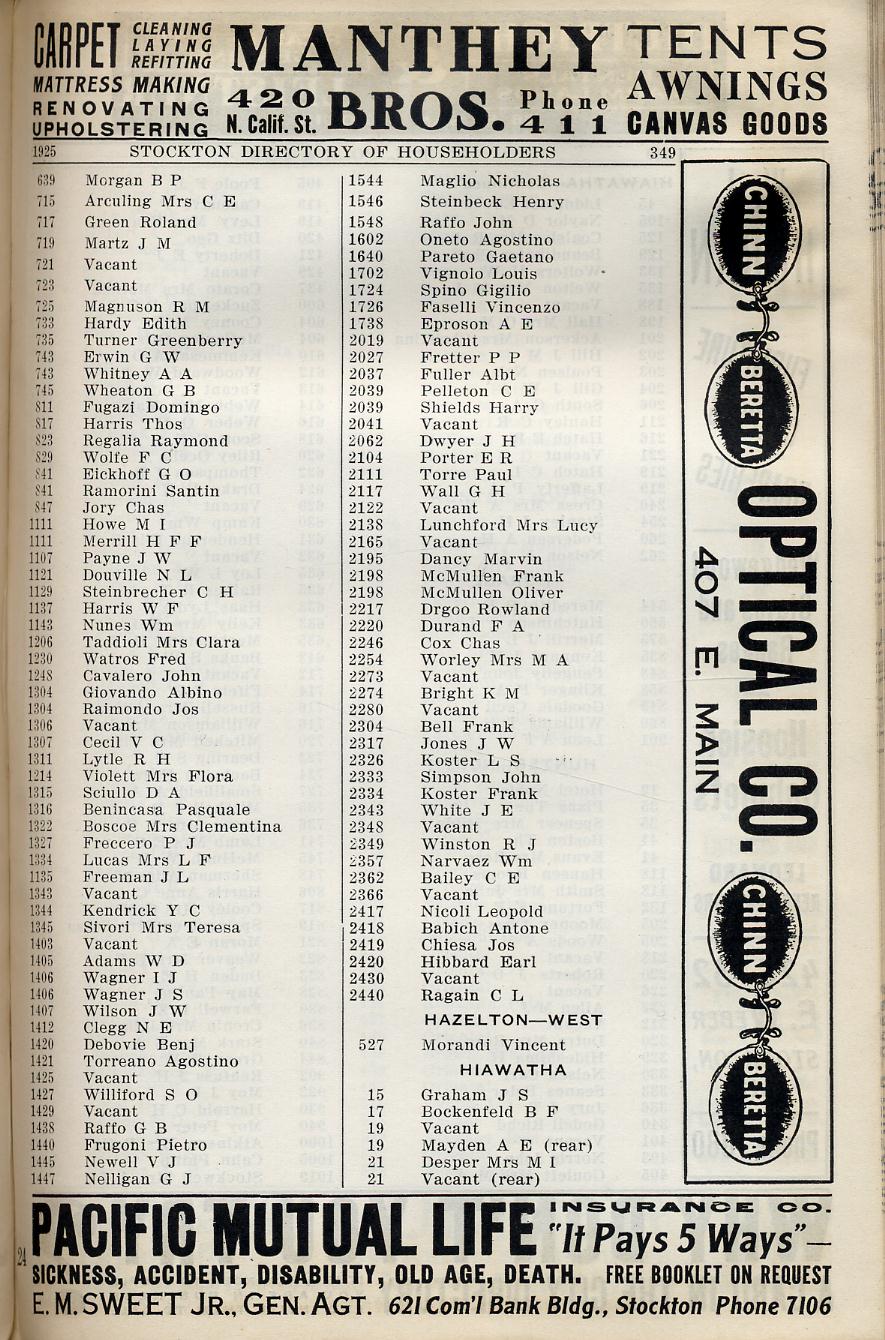 CARPET CLEANING LAYING REFITTING
MATTRESS MAKING
RENOVATING
UPHOLSTERING
MANTHEY
420 N. Calif. St. BROS. Phone 411
TENTS
AWNINGS
CANVAS GOODS
1925 STOCKTON DIRECTORY OF HOUSEHOLDERS 349
639 Morgan B P
715 Arculing Mrs C E
717 Green Roland
719 Martz J M
721 Vacant
723 Vacant
725 Magnuson R M
733 Hardy Edith
735 Turner Greenberry
743 Erwin G W
743 Whitney A A
745 Wheaton G B
811 Fugazi Domingo
817 Harris Thos
823 Regalia Raymond
829 Wolfe F C
841 Eickhoff G O
841 Ramorini Santin
847 Jory Chas
1111 Howe M I
1111 Merrill H F F
1107 Payne J W
1121 Douville N L
1129 Steinbrecher C H
1137 Harris W F
1143 Nunes Wm
1206 Taddioli Mrs Clara
1230 Watros Fred
1248 Cavalero John
1304 Giovando Albino
1304 Raimondo Jos
1306 Vacant
1307 Cecil V C
1311 Lytle R H
1214 Violett Mrs Flora
1315 Sciullo D A
1316 Benincasa Pasquale
1322 Boscoe Mrs Clementina
1327 Freccero P J
1334 Lucas Mrs L F
1135 Freeman J L
1343 Vacant
1344 Kendrick Y C
1345 Sivori Mrs Teresa
1403 Vacant
1405 Adams W D
1406 Wagner I J
1406 Wagner J S
1407 Wilson J W
1412 Clegg N E
1420 Debovie Benj
1421 Torreano Agostino
1425 Vacant
1427 Williford S O
1429 Vacant
1438 Raffo G B
1440 Frugoni Pietro
1445 Newell V J
1447 Nelligan G J
1544 Maglio Nicholas
1546 Steinbeck Henry
1548 Raffo John
1602 Oneto Agostino
1640 Pareto Gaetano
1702 Vignolo Louis
1724 Spino Gigilio
1726 Faselli Vincenzo
1738 Eproson A E
2019 Vacant
2027 Fretter P P
2037 Fuller Albt
2039 Pelleton C E
2039 Shields Harry
2041 Vacant
2062 Dwyer J H
2104 Porter E R
2111 Torre Paul
2117 Wall G H
2122 Vacant
2138 Lunchford Mrs Lucy
2165 Vacant
2195 Dancy Marvin
2198 McMullen Frank
2198 McMullen Oliver
2217 Drgoo Rowland
2220 Durand F A
2246 Cox Chas
2254 Worley Mrs M A
2273 Vacant
2274 Bright K M
2280 Vacant
2304 Bell Frank
2317 Jones J W
2326 Koster L S
2333 Simpson John
2334 Koster Frank
2343 White J E
2348 Vacant
2349 Winston R J
2357 Narvaez Wm
2362 Bailey C E
2366 Vacant
2417 Nicoli Leopold
2418 Babich Antone
2419 Chiesa Jos
2420 Hibbard Earl
2430 Vacant
2440 Ragain C L
HAZELTON—WEST
527 Morandi Vincent
HIAWATHA
15 Graham J S
17 Bockenfeld B F
19 Vacant
19 Mayden A E (rear)
21 Desper Mrs M I
21 Vacant (rear)
CHINN
BERETTA
OPTICAL CO.
407 E. MAIN
CHINN
BERETTA
PACIFIC MUTUAL LIFE INSURANCE CO.
"It Pays 5 Ways"—
SICKNESS, ACCIDENT, DISABILITY, OLD AGE, DEATH. FREE BOOKLET ON REQUEST
E. M. SWEET JR., GEN. AGT. 621 Com'l Bank Bldg., Stockton Phone 7106
24